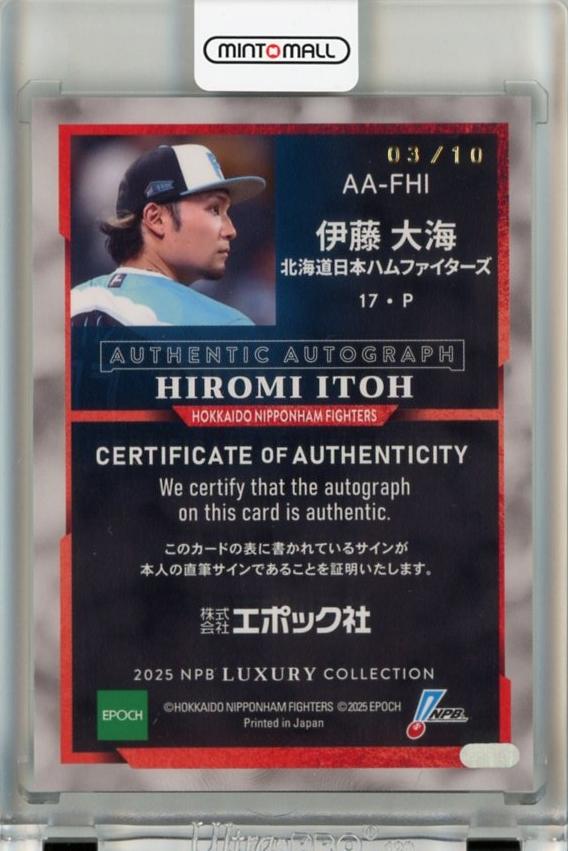 MINTMALL
03/10
AA-FHI
伊藤 大海
北海道日本ハムファイターズ
17・P
AUTHENTIC AUTOGRAPH
HIROMI ITOH
HOKKAIDO NIPPONHAM FIGHTERS
CERTIFICATE OF AUTHENTICITY
We certify that the autograph
on this card is authentic.
このカードの表に書かれているサインが
本人の直筆サインであることを証明いたします。
株式会社エポック社
2025 NPB LUXURY COLLECTION
EPOCH
©HOKKAIDO NIPPONHAM FIGHTERS ©2025 EPOCH
Printed in Japan
NPB